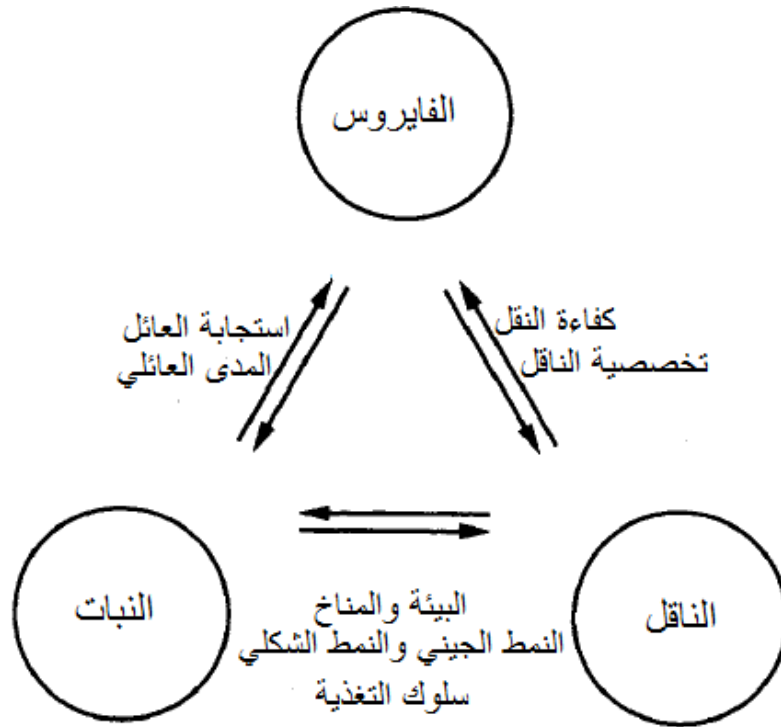 الفايروس
استجابة العائل
المدى العائلي
كفاءة النقل
تخصصية الناقل
النبات
الناقل
البيئة والمناخ
النمط الجيني والنمط الشكلي
سلوك التغذية